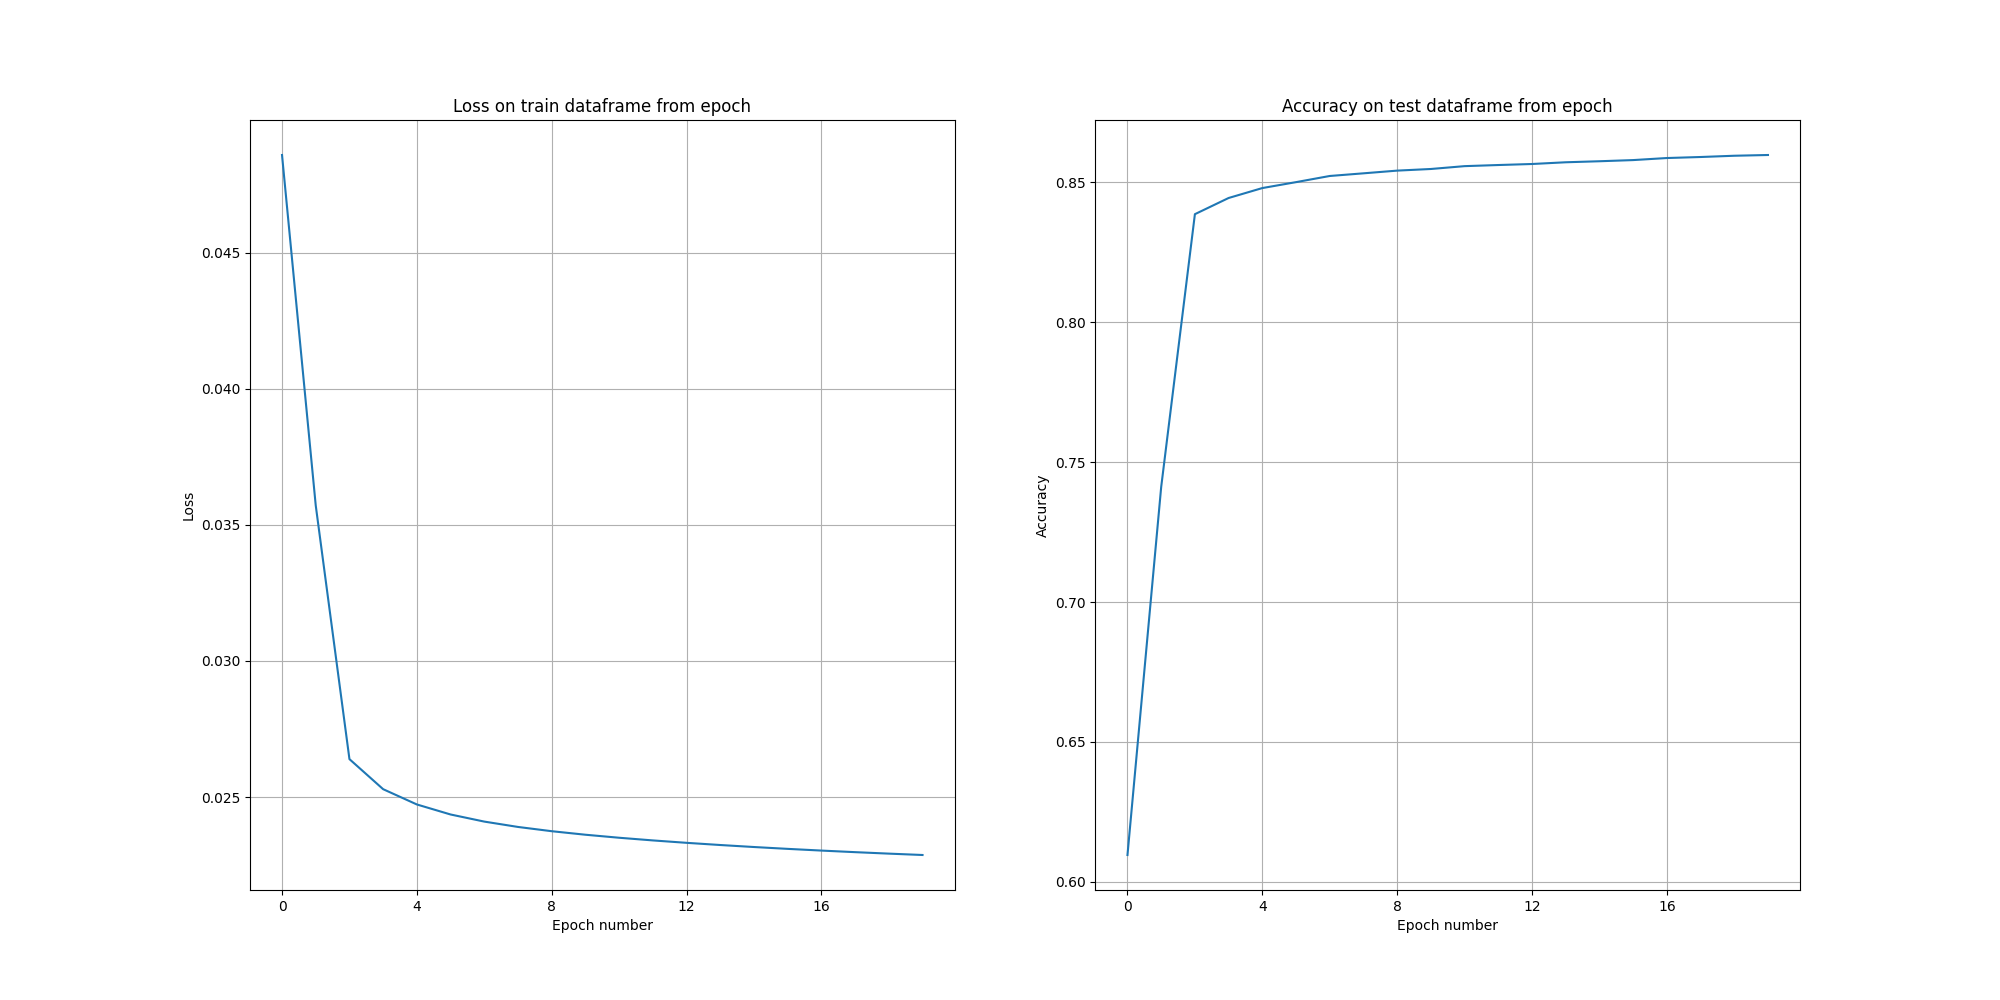 Loss on train dataframe from epoch
Loss
0.045
0.040
0.035
0.030
0.025
0 4 8 12 16
Epoch number
Accuracy on test dataframe from epoch
Accuracy
0.85
0.80
0.75
0.70
0.65
0.60
0 4 8 12 16
Epoch number